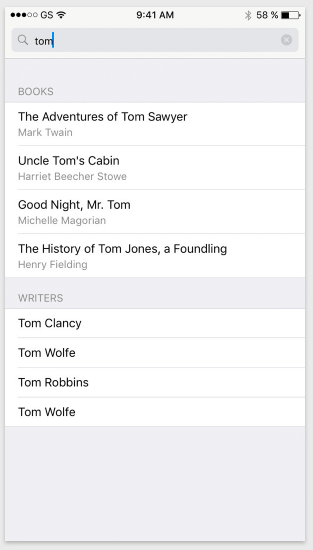 GS 9:41 AM 58 %
tom
BOOKS
The Adventures of Tom Sawyer
Mark Twain
Uncle Tom's Cabin
Harriet Beecher Stowe
Good Night, Mr. Tom
Michelle Magorian
The History of Tom Jones, a Foundling
Henry Fielding
WRITERS
Tom Clancy
Tom Wolfe
Tom Robbins
Tom Wolfe